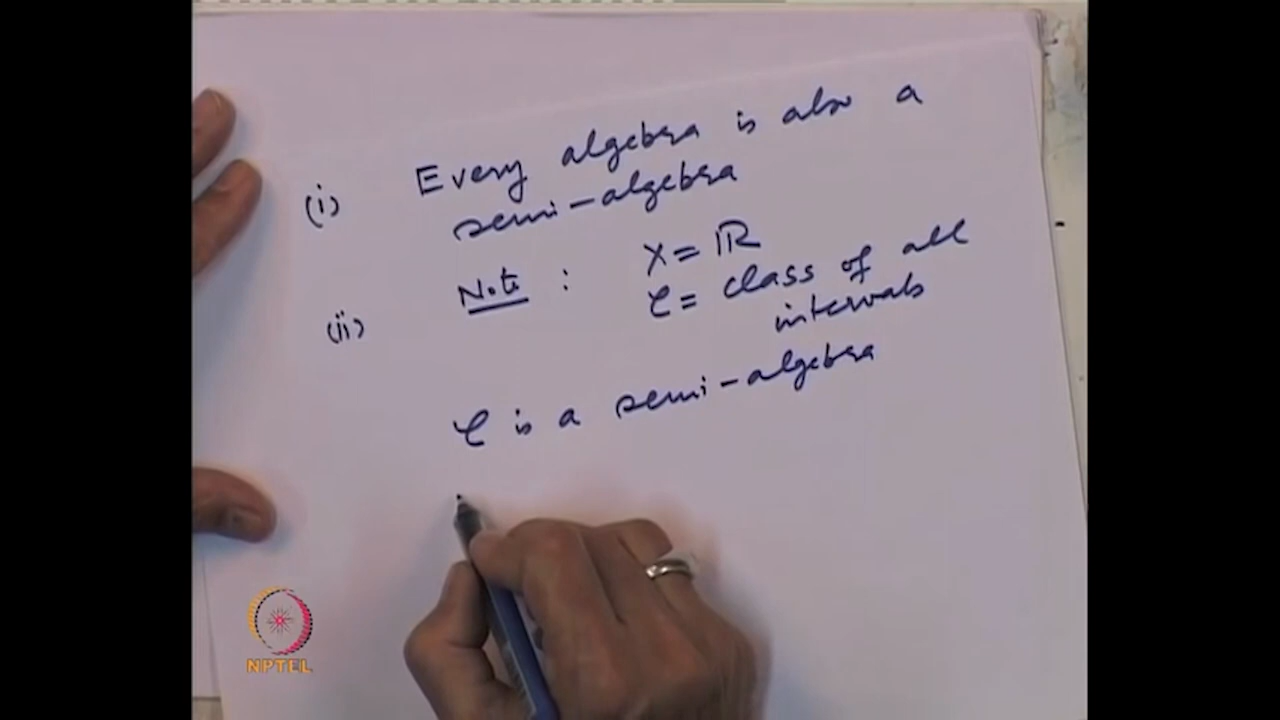 (i) Every algebra is also a
semi-algebra
(ii) Note : X = ℝ
𝒞 = class of all
intervals
𝒞 is a semi-algebra
NPTEL